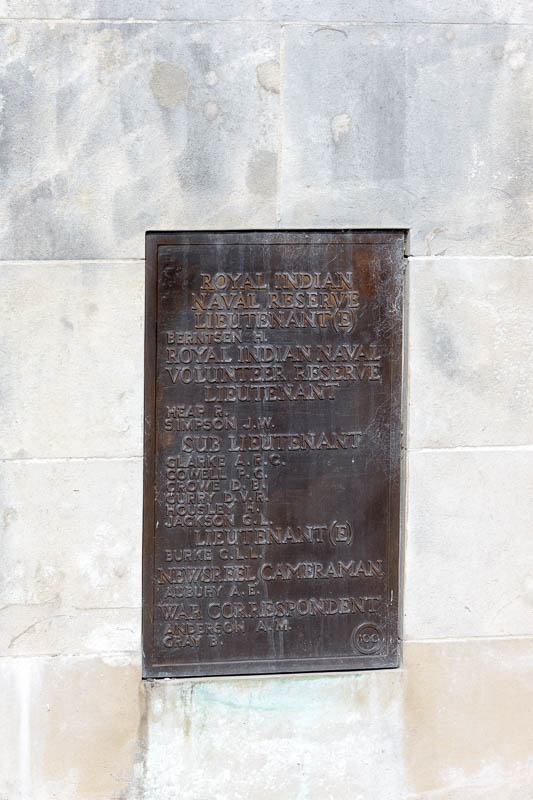 ROYAL INDIAN
NAVAL RESERVE
LIEUTENANT (E)
BERNTSEN H.
ROYAL INDIAN NAVAL
VOLUNTEER RESERVE
LIEUTENANT
HEAP R.
SIMPSON J.W.
SUB LIEUTENANT
CLARKE A.F.C.
COWELL P.G.
CROWE D.E.
CURRY D.V.R.
HOUSLEY H.
JACKSON G.L.
LIEUTENANT (E)
BURKE C.L.L.
NEWSREEL CAMERAMAN
ADBURY A.E.
WAR CORRESPONDENT
ANDERSON A.M.
GRAY B.
100